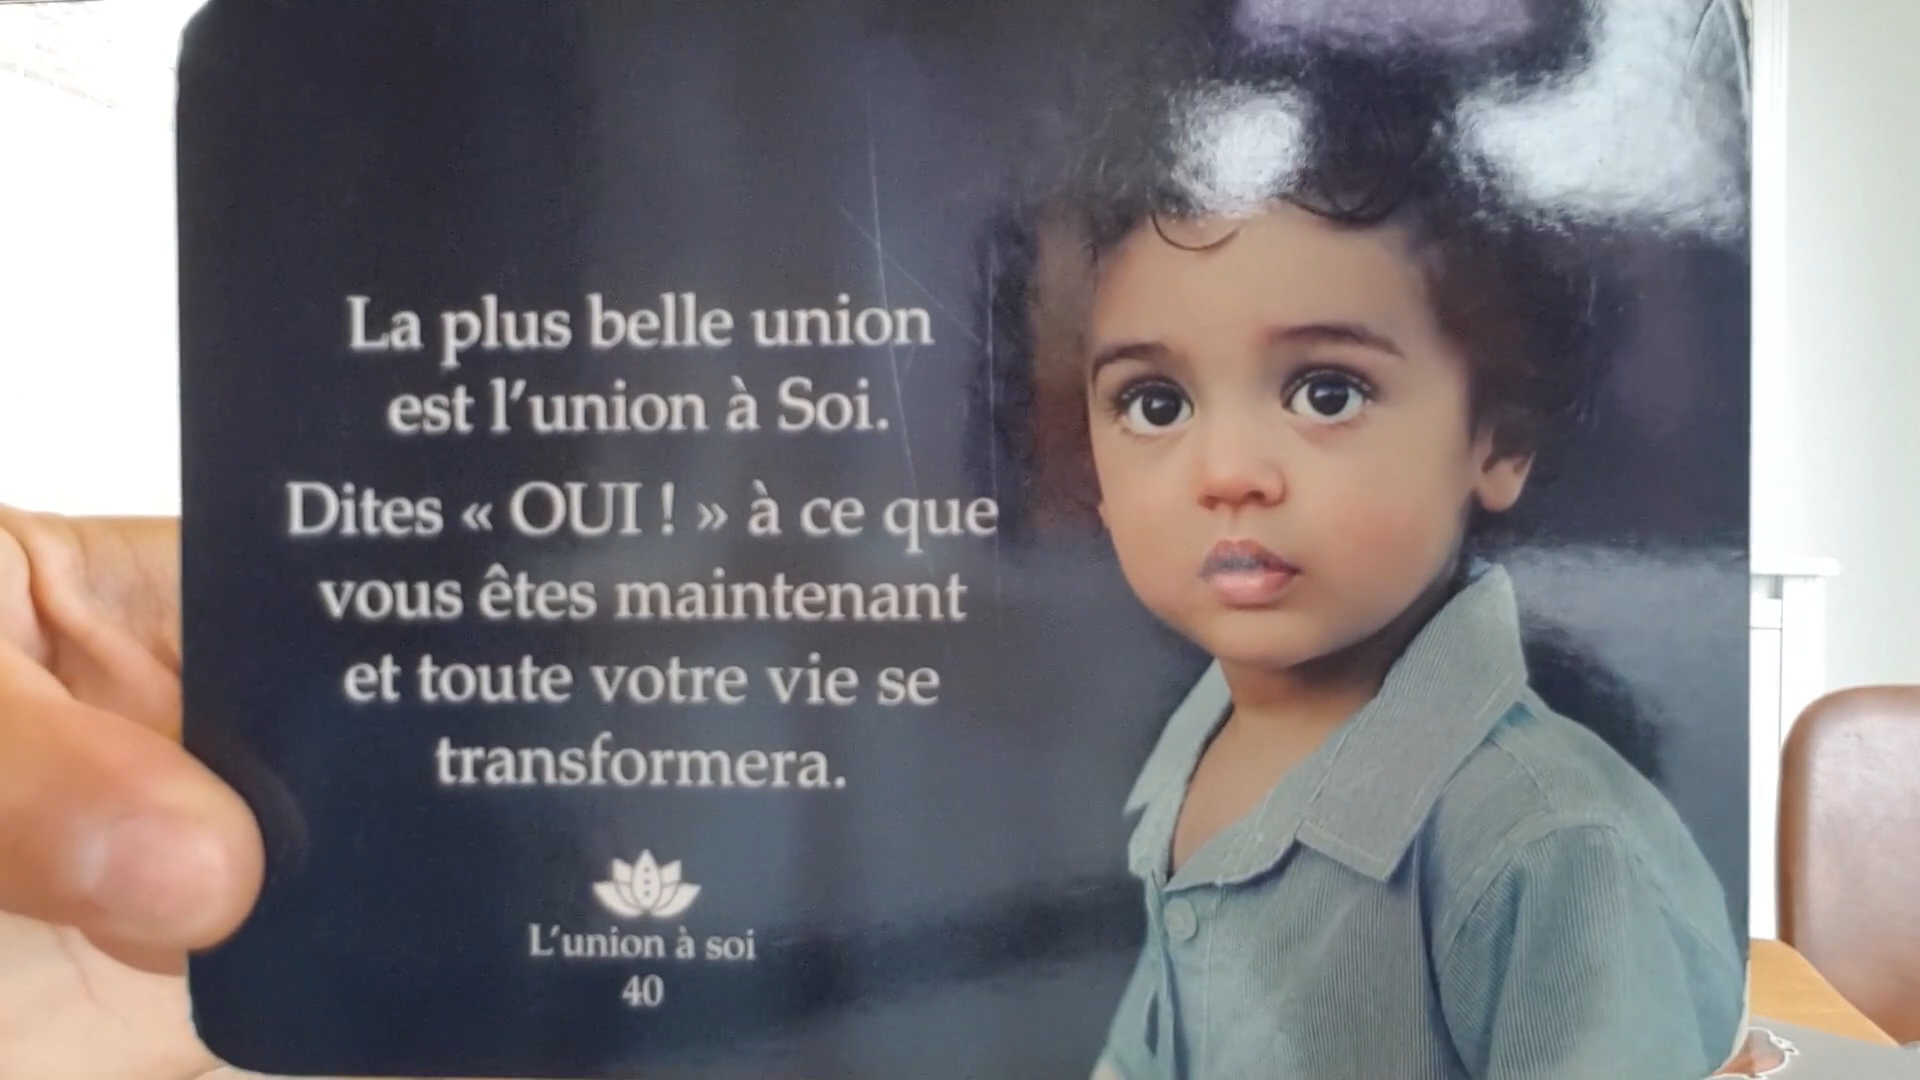 La plus belle union
est l’union à Soi.
Dites « OUI ! » à ce que
vous êtes maintenant
et toute votre vie se
transformera.
L’union à soi
40